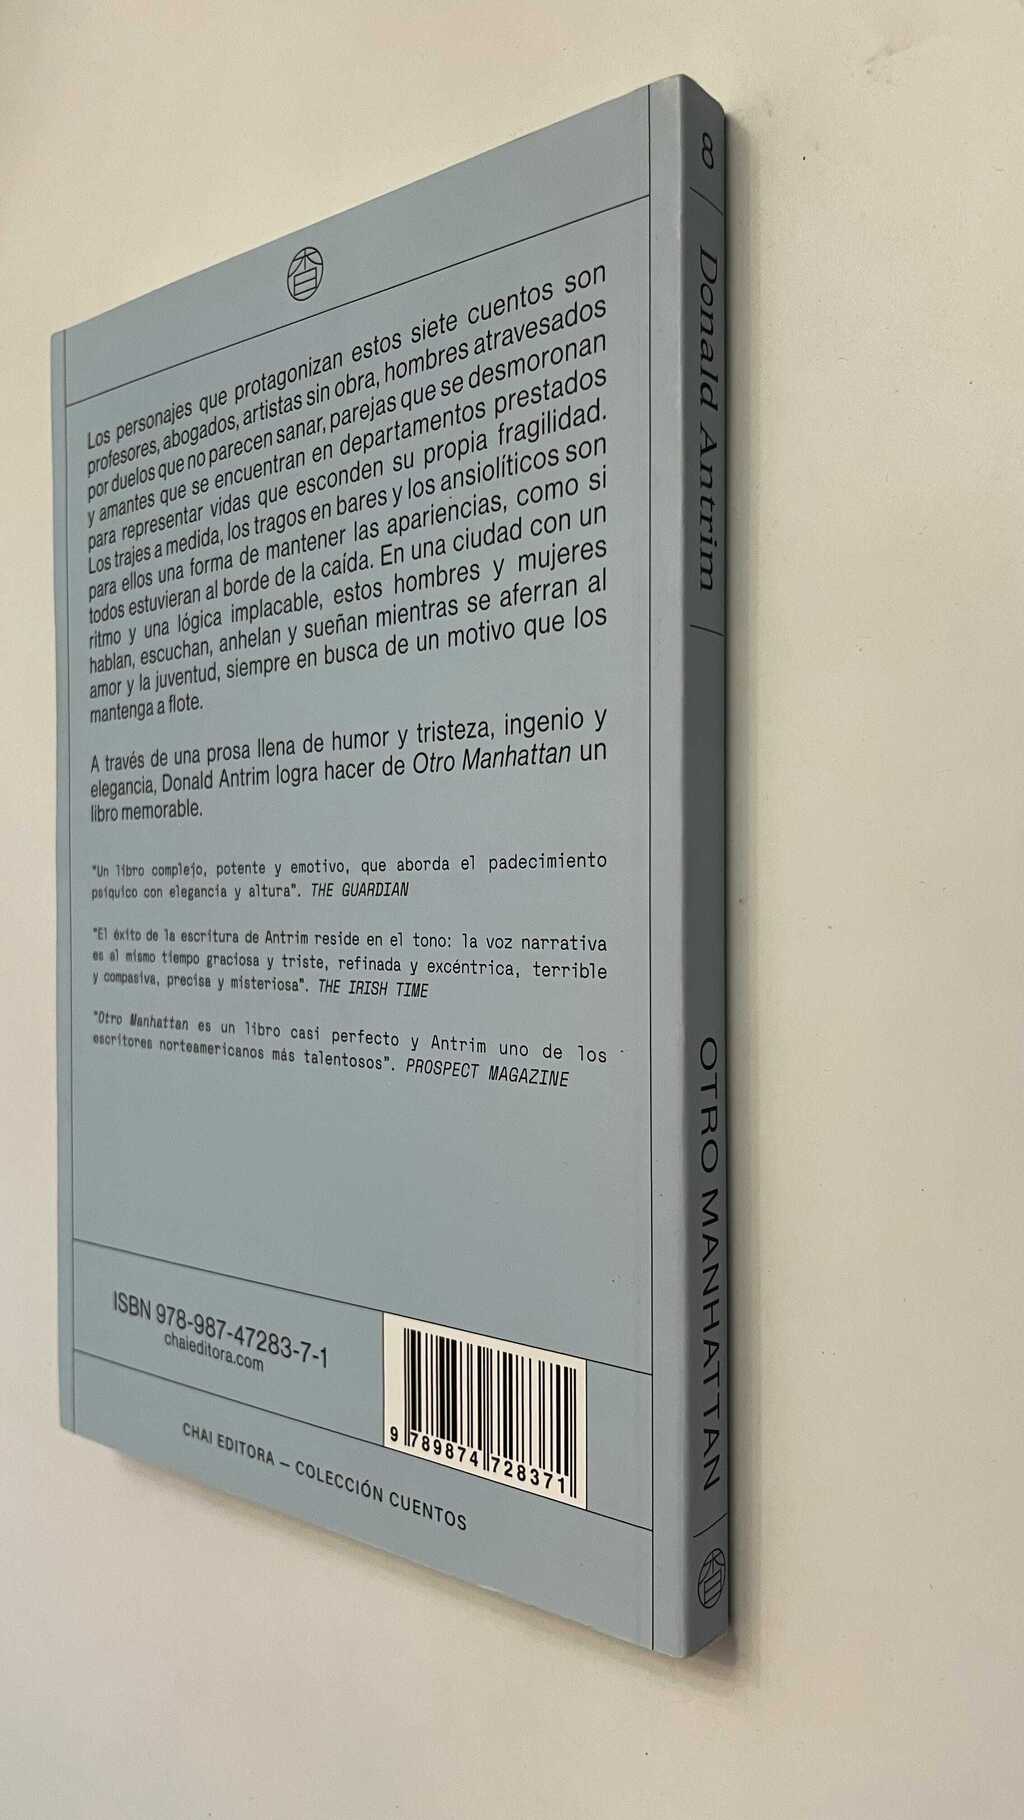 Los personajes que protagonizan estos siete cuentos son
profesores, abogados, artistas sin obra, hombres atravesados
por duelos que no parecen sanar, parejas que se desmoronan
y amantes que se encuentran en departamentos prestados
para representar vidas que esconden su propia fragilidad.
Los trajes a medida, los tragos en bares y los ansiolíticos son
para ellos una forma de mantener las apariencias, como si
todos estuvieran al borde de la caída. En una ciudad con un
ritmo y una lógica implacable, estos hombres y mujeres
hablan, escuchan, anhelan y sueñan mientras se aferran al
amor y la juventud, siempre en busca de un motivo que los
mantenga a flote.
A través de una prosa llena de humor y tristeza, ingenio y
elegancia, Donald Antrim logra hacer de Otro Manhattan un
libro memorable.
"Un libro complejo, potente y emotivo, que aborda el padecimiento
psíquico con elegancia y altura". THE GUARDIAN
"El éxito de la escritura de Antrim reside en el tono: la voz narrativa
es al mismo tiempo graciosa y triste, refinada y excéntrica, terrible
y compasiva, precisa y misteriosa". THE IRISH TIME
"Otro Manhattan es un libro casi perfecto y Antrim uno de los
escritores norteamericanos más talentosos". PROSPECT MAGAZINE
ISBN 978-987-47283-7-1
chaieditora.com
9 789874 728371
CHAI EDITORA – COLECCIÓN CUENTOS
8
Donald Antrim
OTRO MANHATTAN